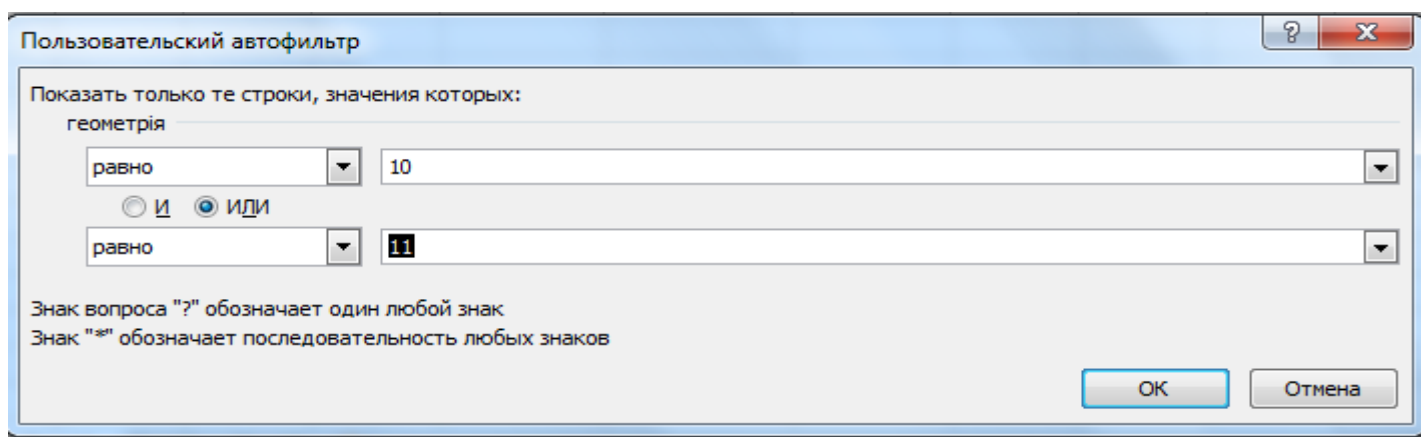 Пользовательский автофильтр
Показать только те строки, значения которых:
геометрія
равно 10
И ИЛИ
равно 11
Знак вопроса "?" обозначает один любой знак
Знак "*" обозначает последовательность любых знаков
ОК Отмена